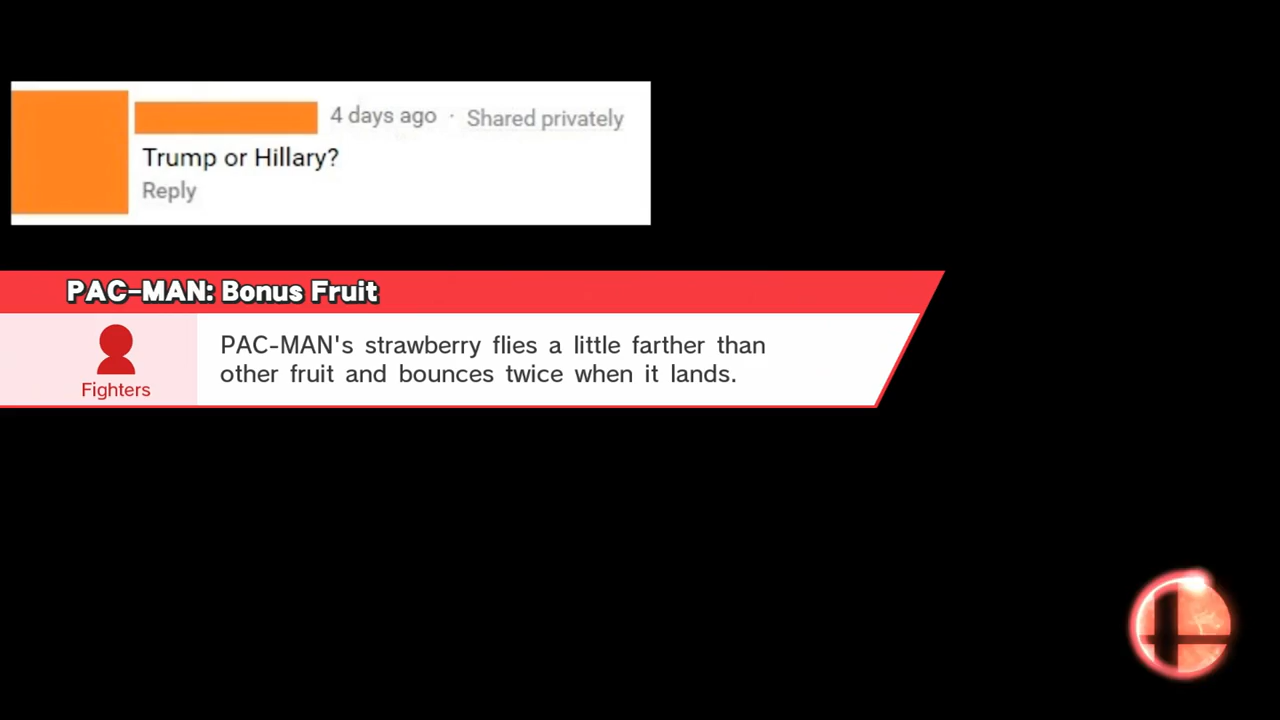 4 days ago · Shared privately
Trump or Hillary?
Reply
PAC-MAN: Bonus Fruit
Fighters
PAC-MAN's strawberry flies a little farther than
other fruit and bounces twice when it lands.